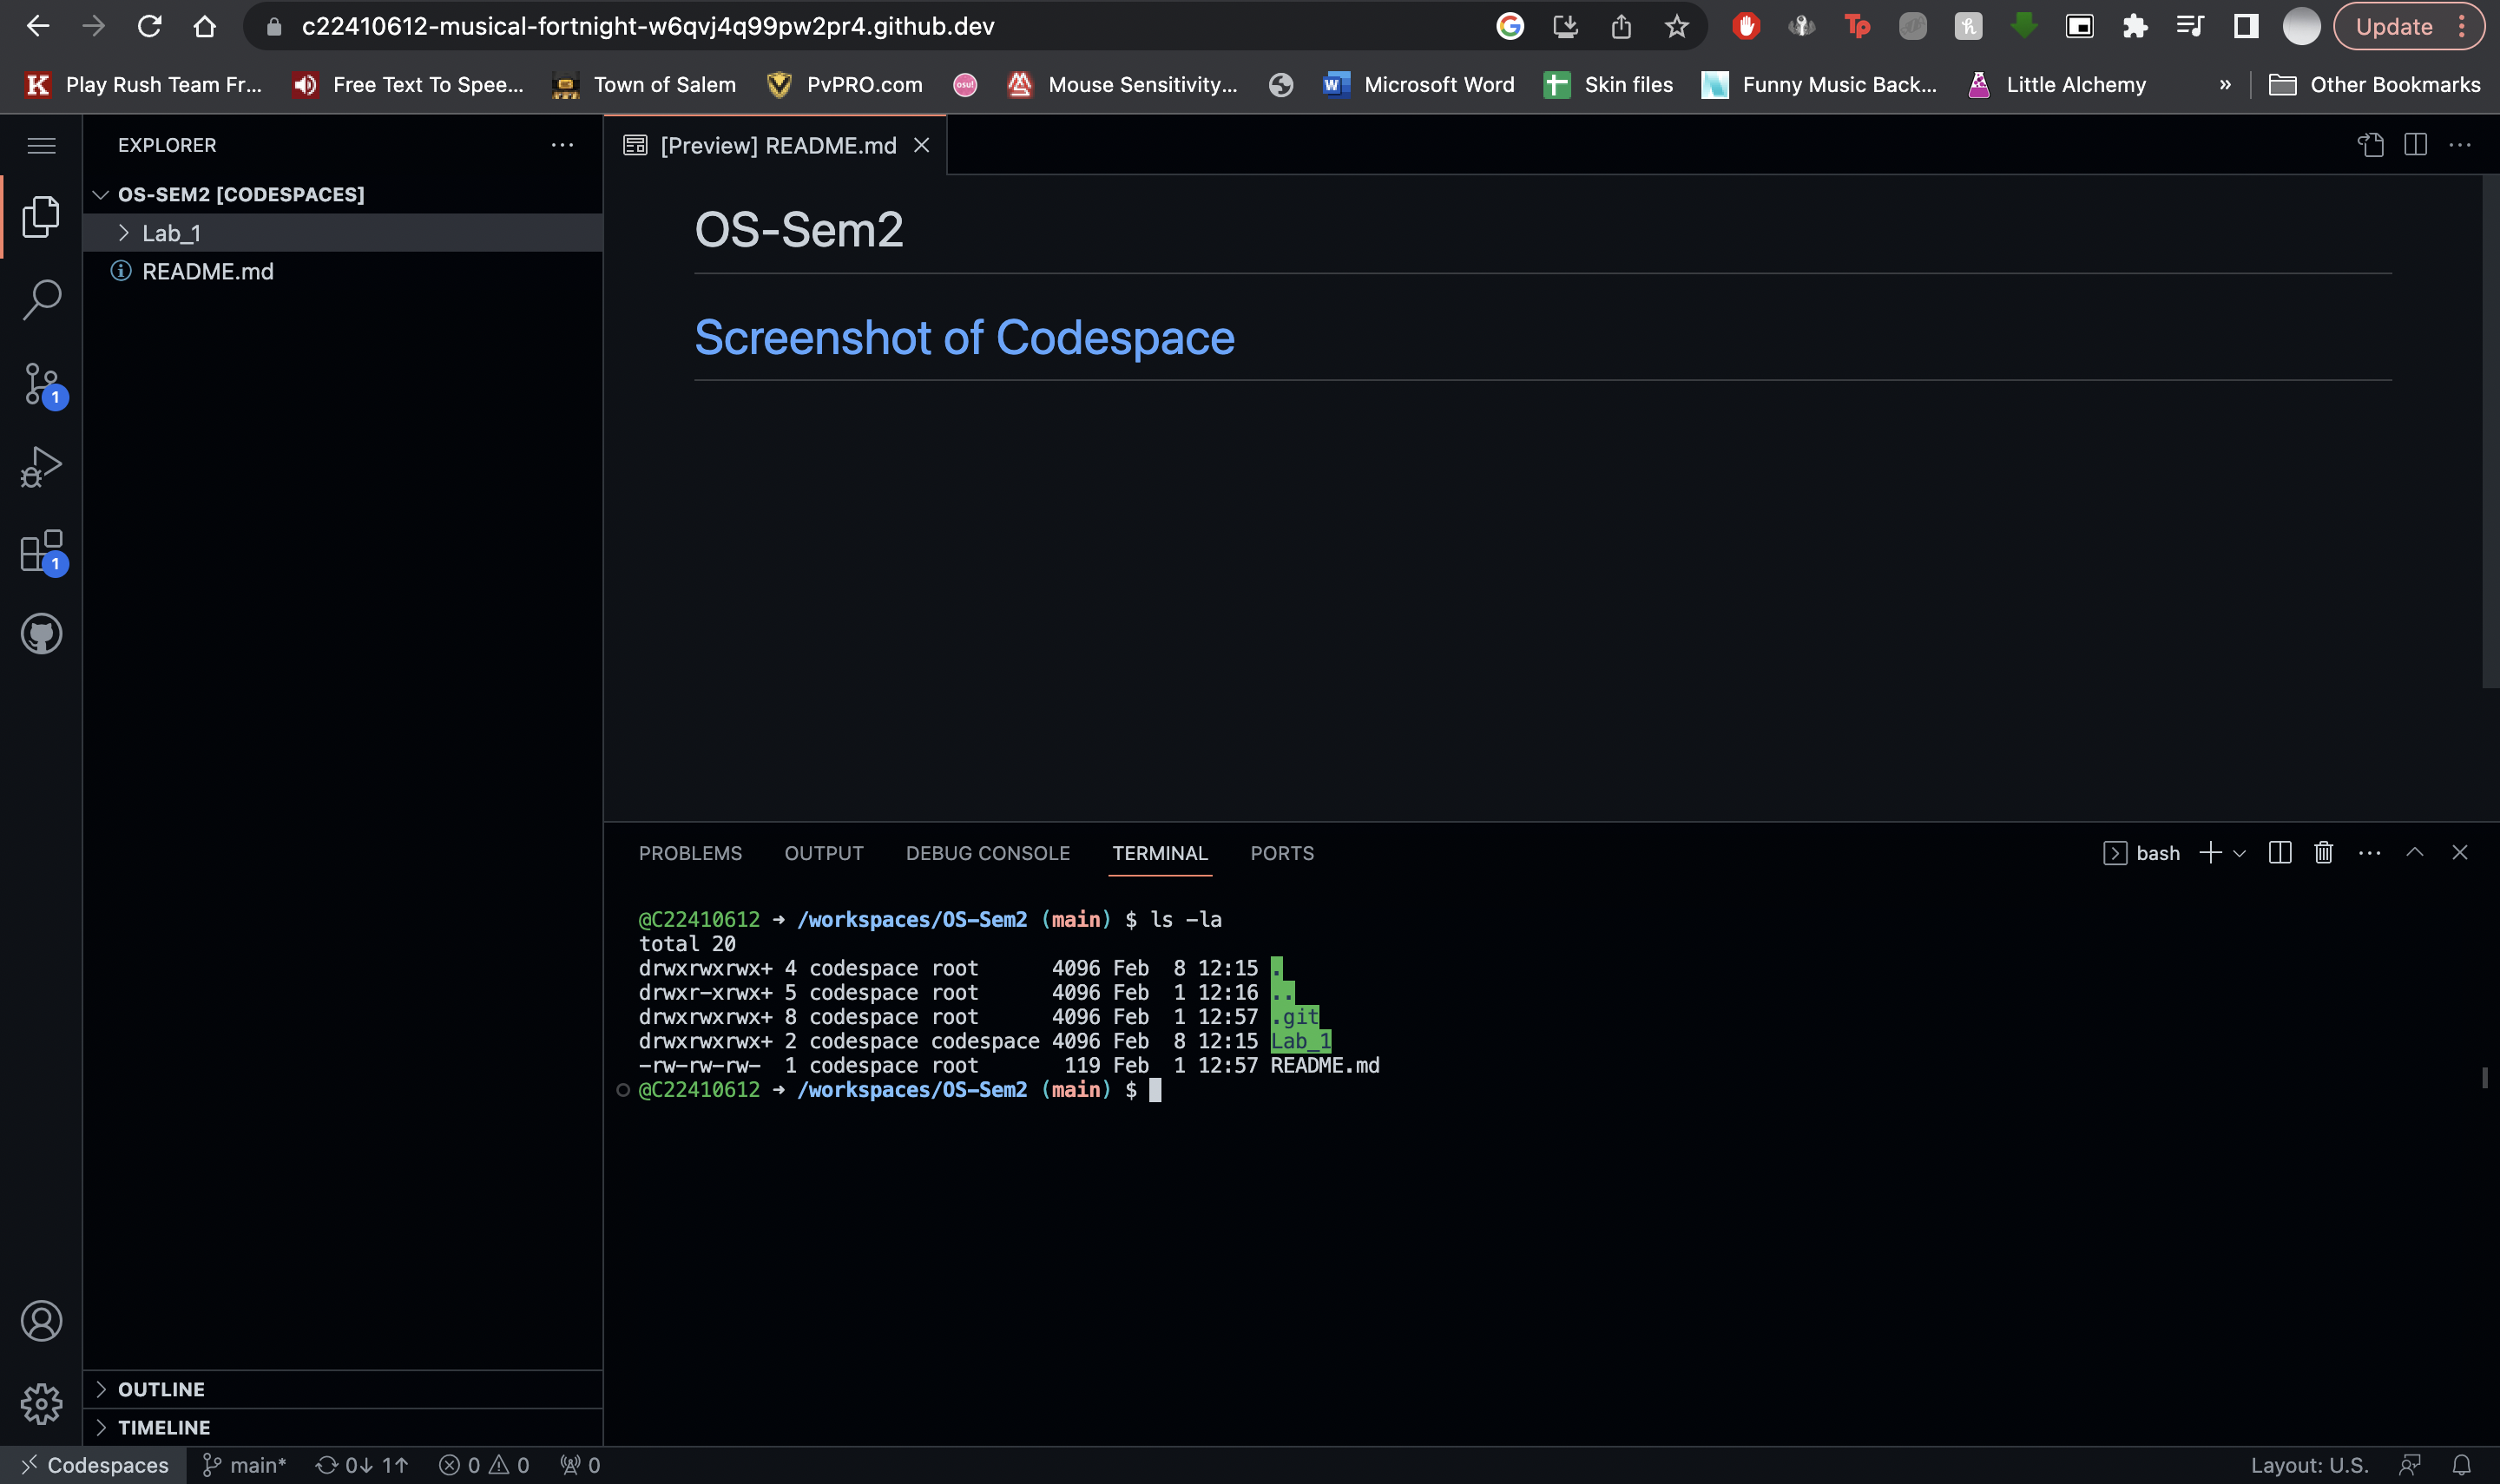 c22410612-musical-fortnight-w6qvj4q99pw2pr4.github.dev
Tp
h
Update
K Play Rush Team Fr...
Free Text To Spee...
Town of Salem
PvPRO.com
osu!
Mouse Sensitivity...
W Microsoft Word
Skin files
Funny Music Back...
Little Alchemy
»
Other Bookmarks
EXPLORER
[Preview] README.md
OS-SEM2 [CODESPACES]
Lab_1
README.md
1
1
OS-Sem2
Screenshot of Codespace
PROBLEMS OUTPUT DEBUG CONSOLE TERMINAL PORTS
bash
@C22410612 → /workspaces/OS-Sem2 (main) $ ls -la
total 20
drwxrwxrwx+ 4 codespace root      4096 Feb  8 12:15 .
drwxr-xrwx+ 5 codespace root      4096 Feb  1 12:16 ..
drwxrwxrwx+ 8 codespace root      4096 Feb  1 12:57 .git
drwxrwxrwx+ 2 codespace codespace 4096 Feb  8 12:15 Lab_1
-rw-rw-rw-  1 codespace root       119 Feb  1 12:57 README.md
@C22410612 → /workspaces/OS-Sem2 (main) $
OUTLINE
TIMELINE
Codespaces main* 0↓ 1↑ 0 0 0 Layout: U.S.